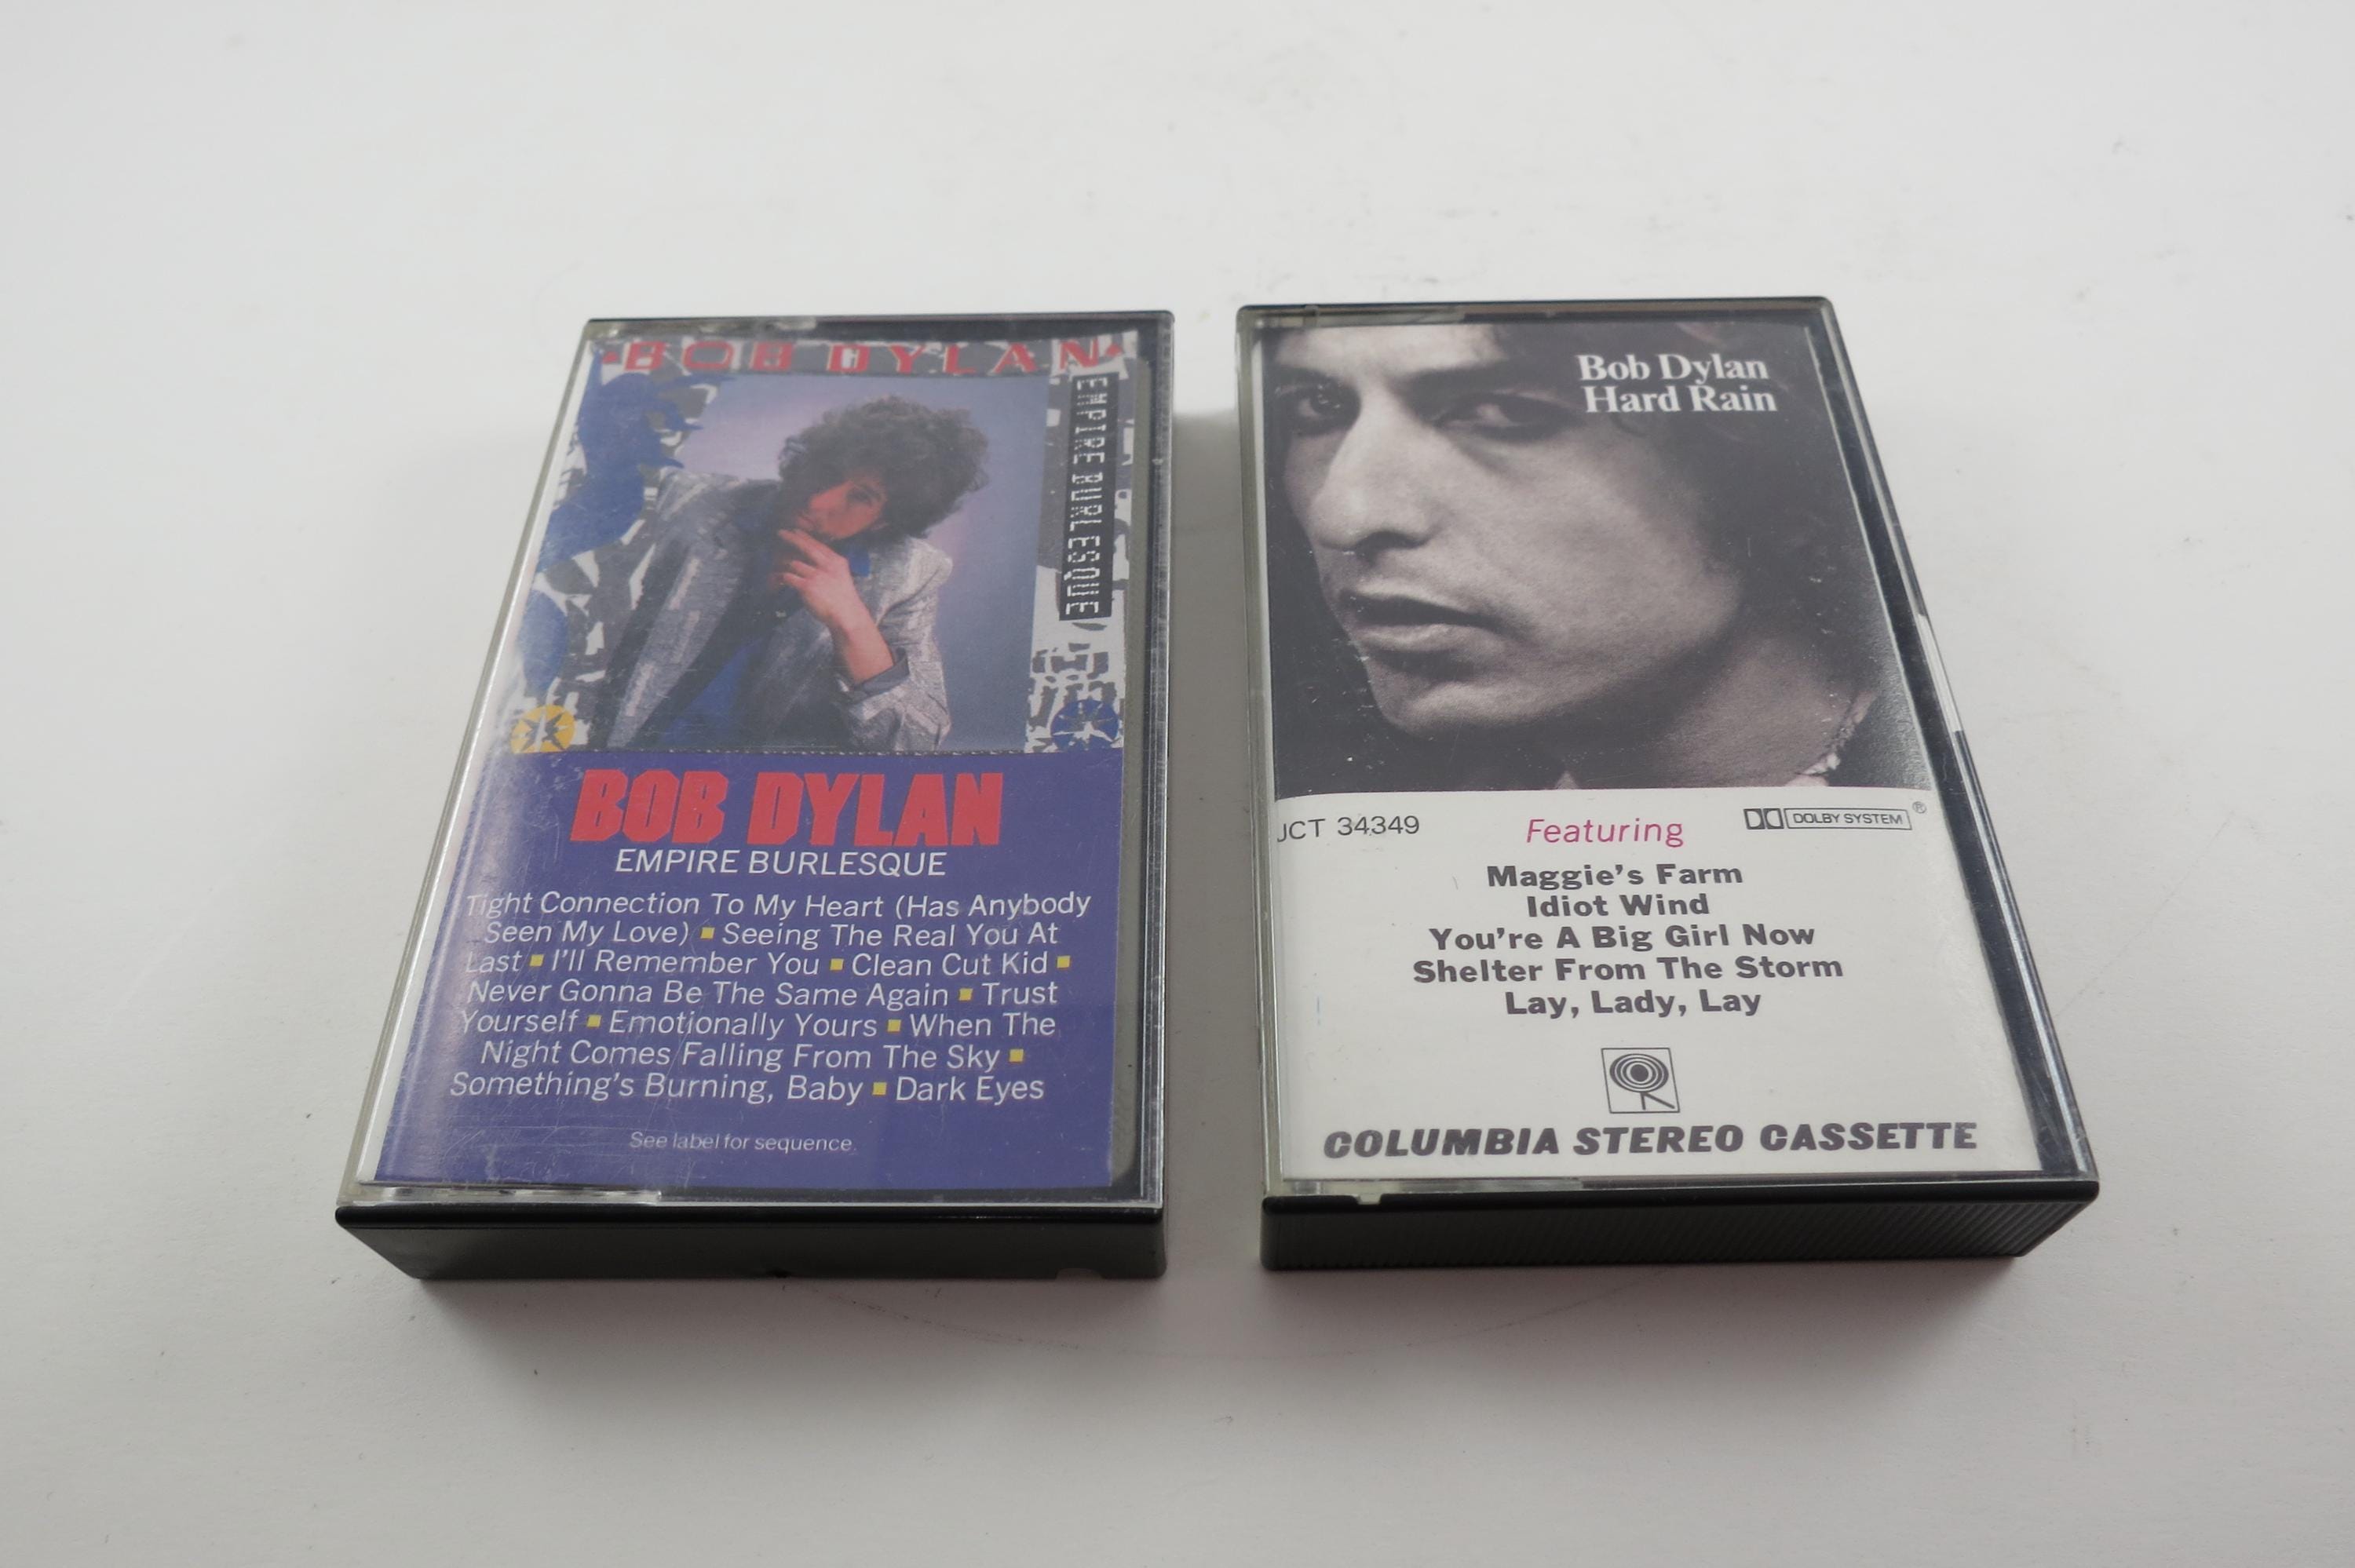 BOB DYLAN
EMPIRE BURLESQUE
BOB DYLAN
EMPIRE BURLESQUE
Tight Connection To My Heart (Has Anybody
Seen My Love) ▪ Seeing The Real You At
Last ▪ I'll Remember You ▪ Clean Cut Kid ▪
Never Gonna Be The Same Again ▪ Trust
Yourself ▪ Emotionally Yours ▪ When The
Night Comes Falling From The Sky ▪
Something's Burning, Baby ▪ Dark Eyes
See label for sequence.
Bob Dylan
Hard Rain
JCT 34349
Featuring
DOLBY SYSTEM ®
Maggie's Farm
Idiot Wind
You're A Big Girl Now
Shelter From The Storm
Lay, Lady, Lay
COLUMBIA STEREO CASSETTE